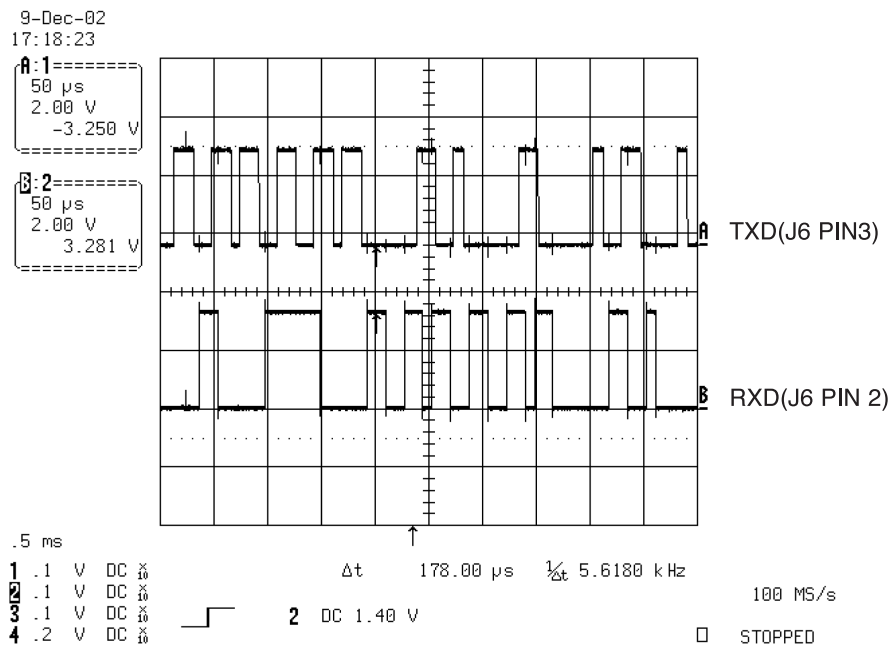 9-Dec-02
17:18:23
A:1========
50 µs
2.00 V
-3.250 V
=========
B:2========
50 µs
2.00 V
3.281 V
=========
A TXD(J6 PIN3)
B RXD(J6 PIN 2)
.5 ms
1 .1 V DC X10
2 .1 V DC X10
3 .1 V DC X10
4 .2 V DC X10
Δt 178.00 µs 1/Δt 5.6180 kHz
2 DC 1.40 V
100 MS/s
STOPPED